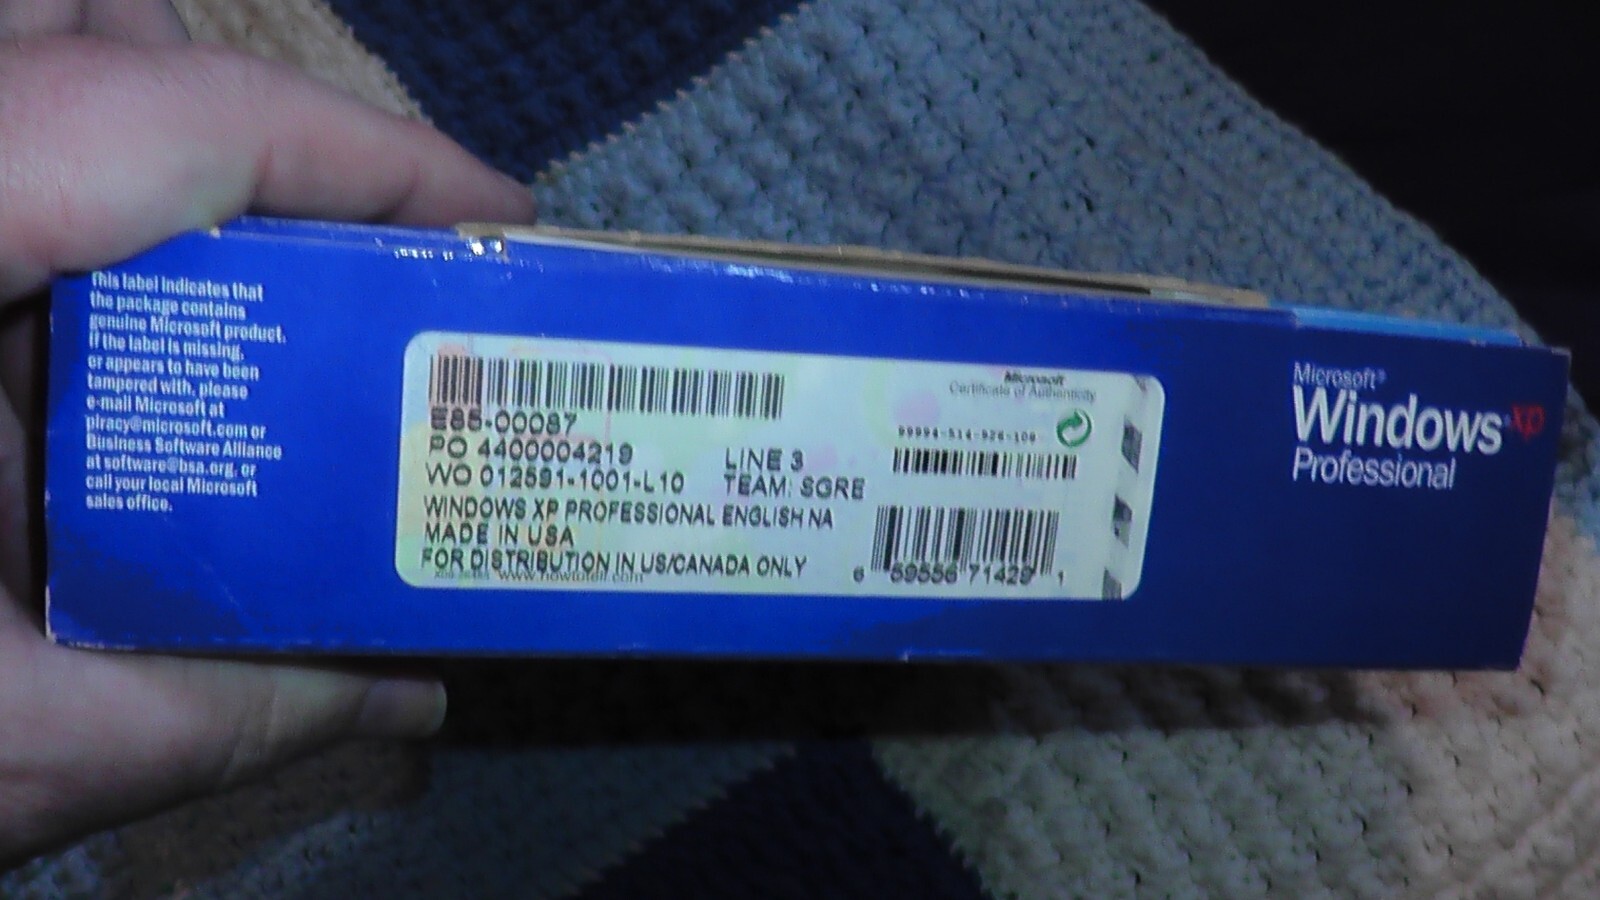 This label indicates that
the package contains
genuine Microsoft product.
If the label is missing,
or appears to have been
tampered with, please
e-mail Microsoft at
piracy@microsoft.com or
Business Software Alliance
at software@bsa.org, or
call your local Microsoft
sales office.
E85-00087
PO 4400004219
LINE 3
WO 012591-1001-L10
TEAM: SGRE
WINDOWS XP PROFESSIONAL ENGLISH NA
MADE IN USA
FOR DISTRIBUTION IN US/CANADA ONLY
www.howtotell.com
Microsoft
Certificate of Authenticity
99994-514-926-109
6 59556 71429 1
Microsoft®
Windows xp
Professional